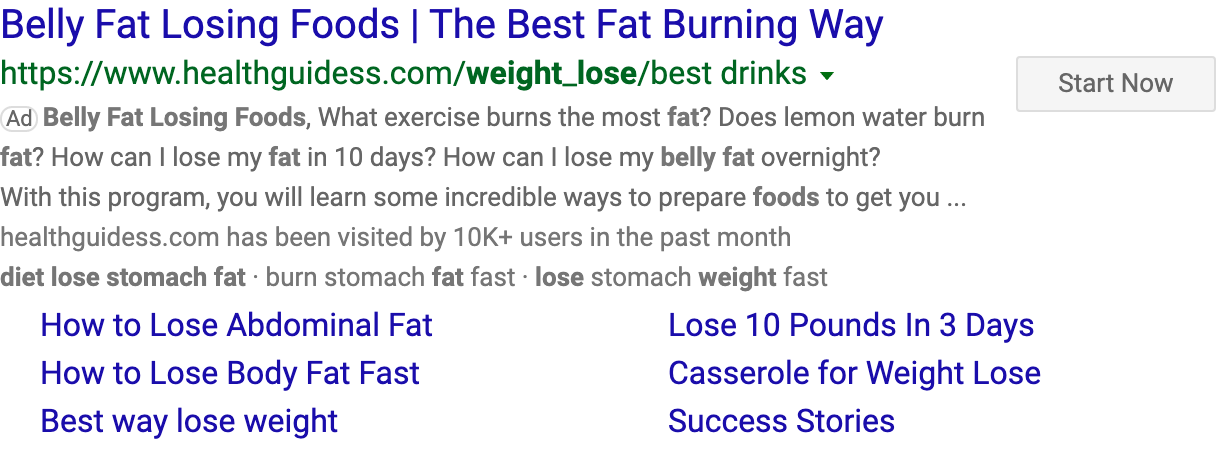 Belly Fat Losing Foods | The Best Fat Burning Way
https://www.healthguidess.com/weight_lose/best drinks
Start Now
Ad Belly Fat Losing Foods, What exercise burns the most fat? Does lemon water burn
fat? How can I lose my fat in 10 days? How can I lose my belly fat overnight?
With this program, you will learn some incredible ways to prepare foods to get you ...
healthguidess.com has been visited by 10K+ users in the past month
diet lose stomach fat · burn stomach fat fast · lose stomach weight fast
How to Lose Abdominal Fat
Lose 10 Pounds In 3 Days
How to Lose Body Fat Fast
Casserole for Weight Lose
Best way lose weight
Success Stories